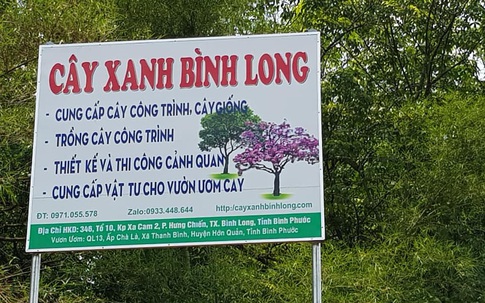 CÂY XANH BÌNH LONG
- CUNG CẤP CÂY CÔNG TRÌNH, CÂY GIỐNG
- TRỒNG CÂY CÔNG TRÌNH
- THIẾT KẾ VÀ THI CÔNG CẢNH QUAN
- CUNG CẤP VẬT TƯ CHO VƯỜN ƯƠM CÂY
ĐT: 0971.055.578 Zalo:0933.448.644 http:/cayxanhbinhlong.com
Địa Chỉ HKD: 346, Tổ 10, Kp Xa Cam 2, P. Hưng Chiến, TX. Bình Long, Tỉnh Bình Phước
Vườn Ươm: QL13, Ấp Chà Là, Xã Thanh Bình, Huyện Hớn Quản, Tỉnh Bình Phước.